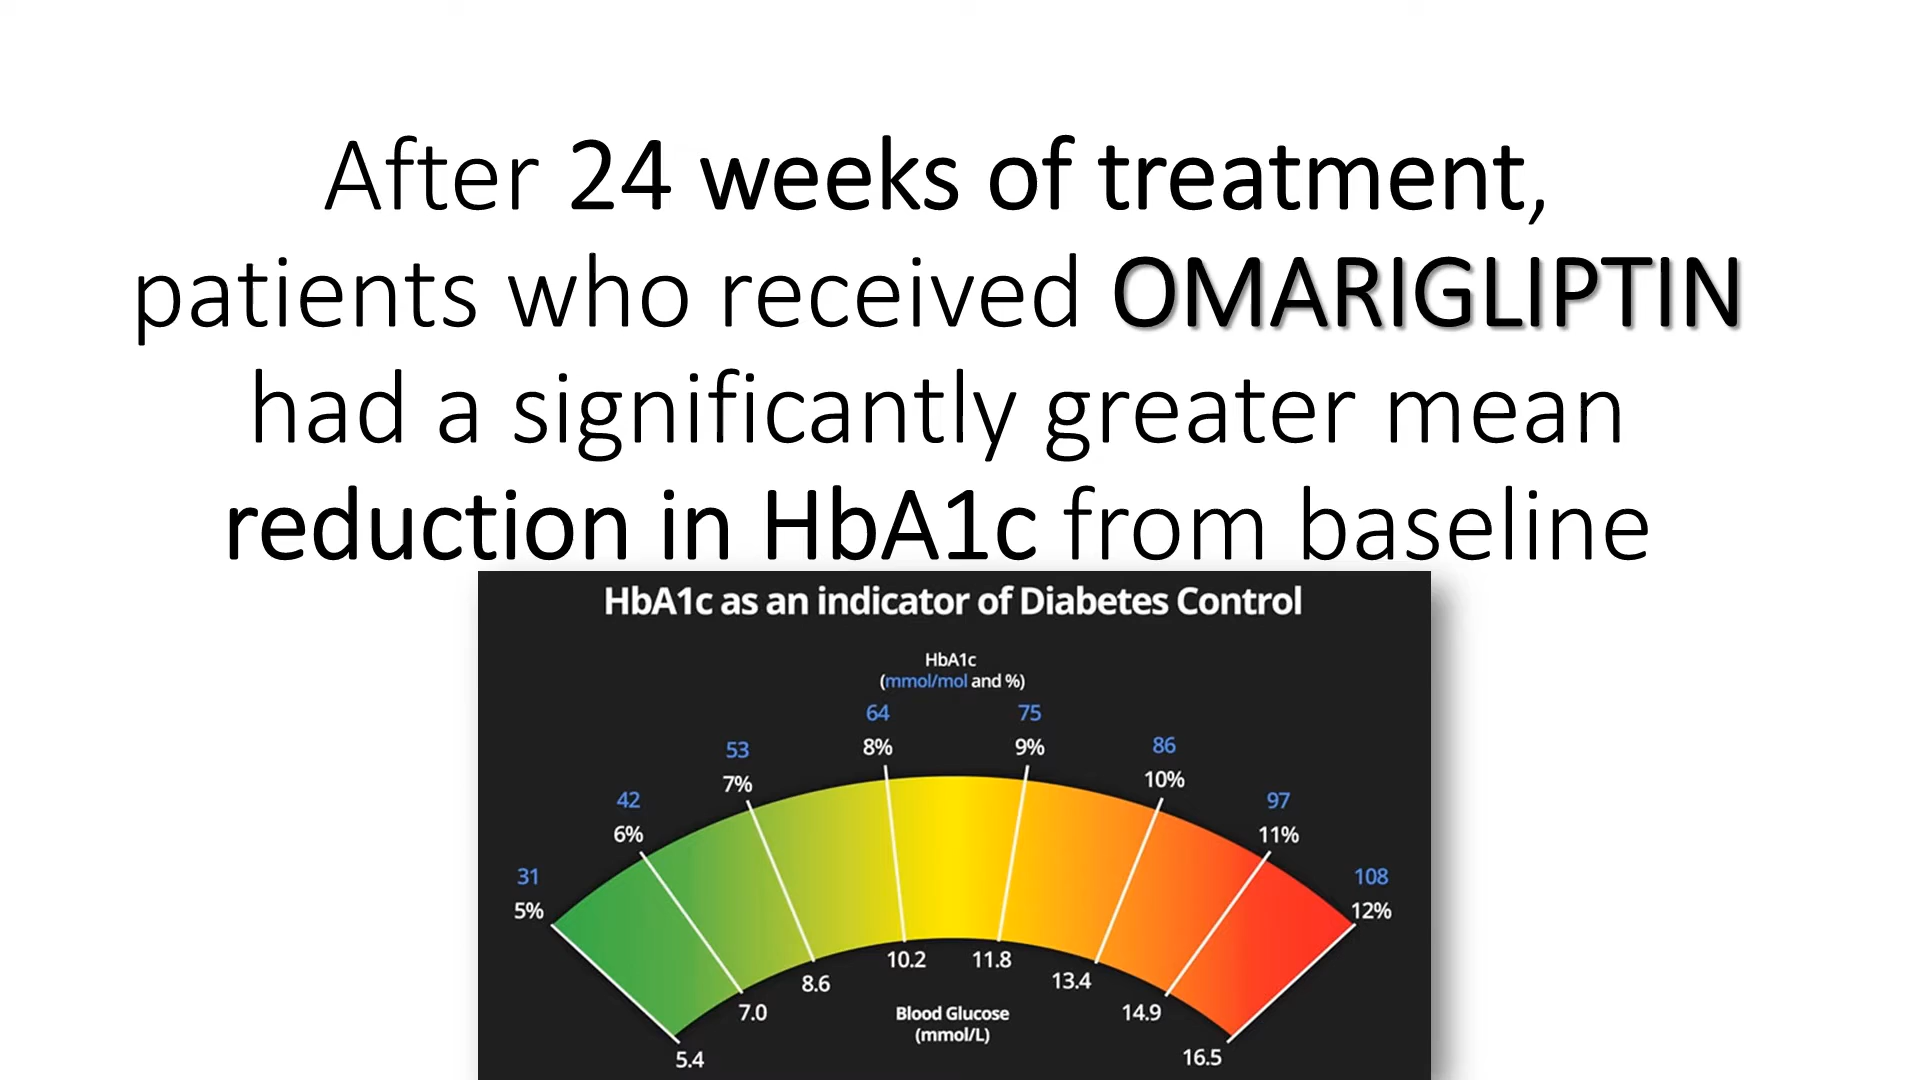 After 24 weeks of treatment,
patients who received OMARIGLIPTIN
had a significantly greater mean
reduction in HbA1c from baseline
HbA1c as an indicator of Diabetes Control
HbA1c
(mmol/mol and %)
31
42
53
64
75
86
97
108
5%
6%
7%
8%
9%
10%
11%
12%
5.4
7.0
8.6
10.2
11.8
13.4
14.9
16.5
Blood Glucose
(mmol/L)